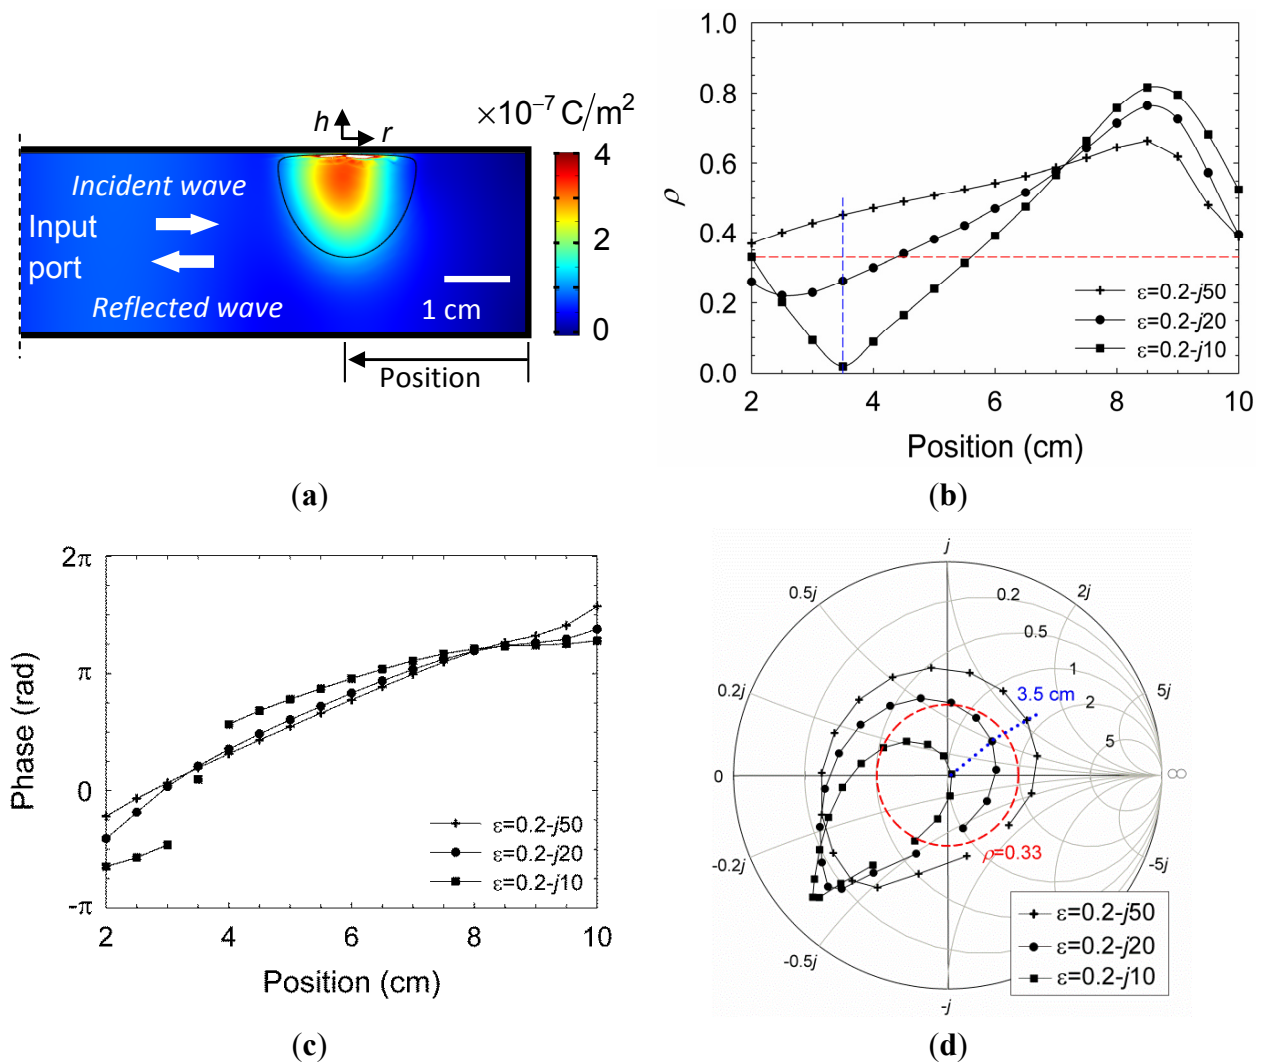 ×10⁻⁷ C/m²
h
r
4
2
0
Incident wave
Input
port
Reflected wave
1 cm
Position
(a)
1.0
0.8
0.6
0.4
0.2
0.0
ρ
2 4 6 8 10
Position (cm)
ε=0.2-j50
ε=0.2-j20
ε=0.2-j10
(b)
2π
π
0
-π
Phase (rad)
2 4 6 8 10
Position (cm)
ε=0.2-j50
ε=0.2-j20
ε=0.2-j10
(c)
j
0.5j
2j
0.2
0.5
1
0.2j
5j
3.5 cm
2
5
0
∞
-0.2j
-5j
ρ=0.33
-0.5j
-j
ε=0.2-j50
ε=0.2-j20
ε=0.2-j10
(d)